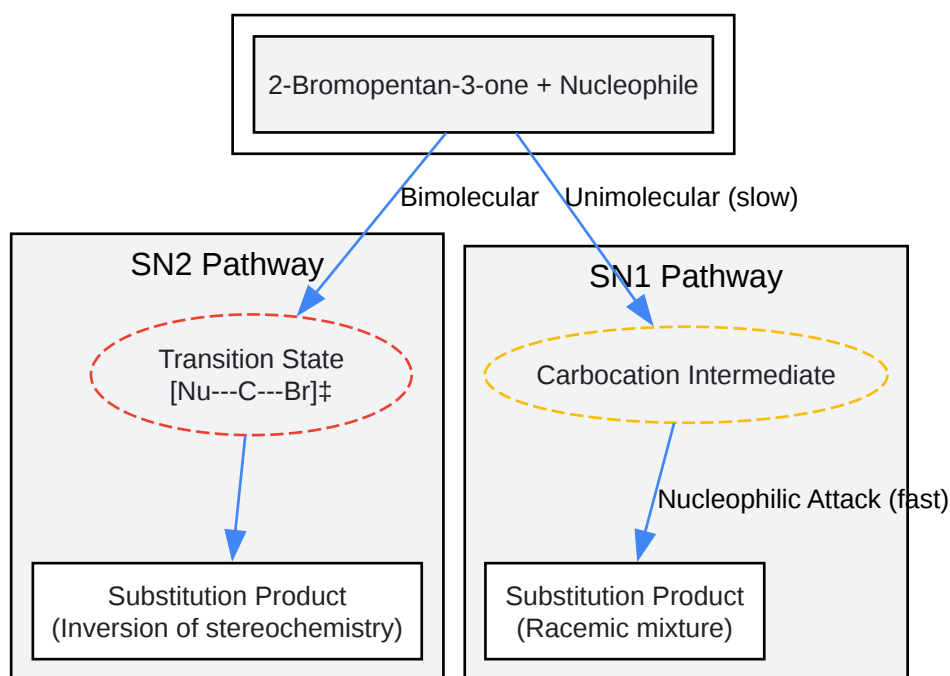 2-Bromopentan-3-one + Nucleophile
Bimolecular
Unimolecular (slow)
SN2 Pathway
Transition State
[Nu---C---Br]‡
Substitution Product
(Inversion of stereochemistry)
SN1 Pathway
Carbocation Intermediate
Nucleophilic Attack (fast)
Substitution Product
(Racemic mixture)